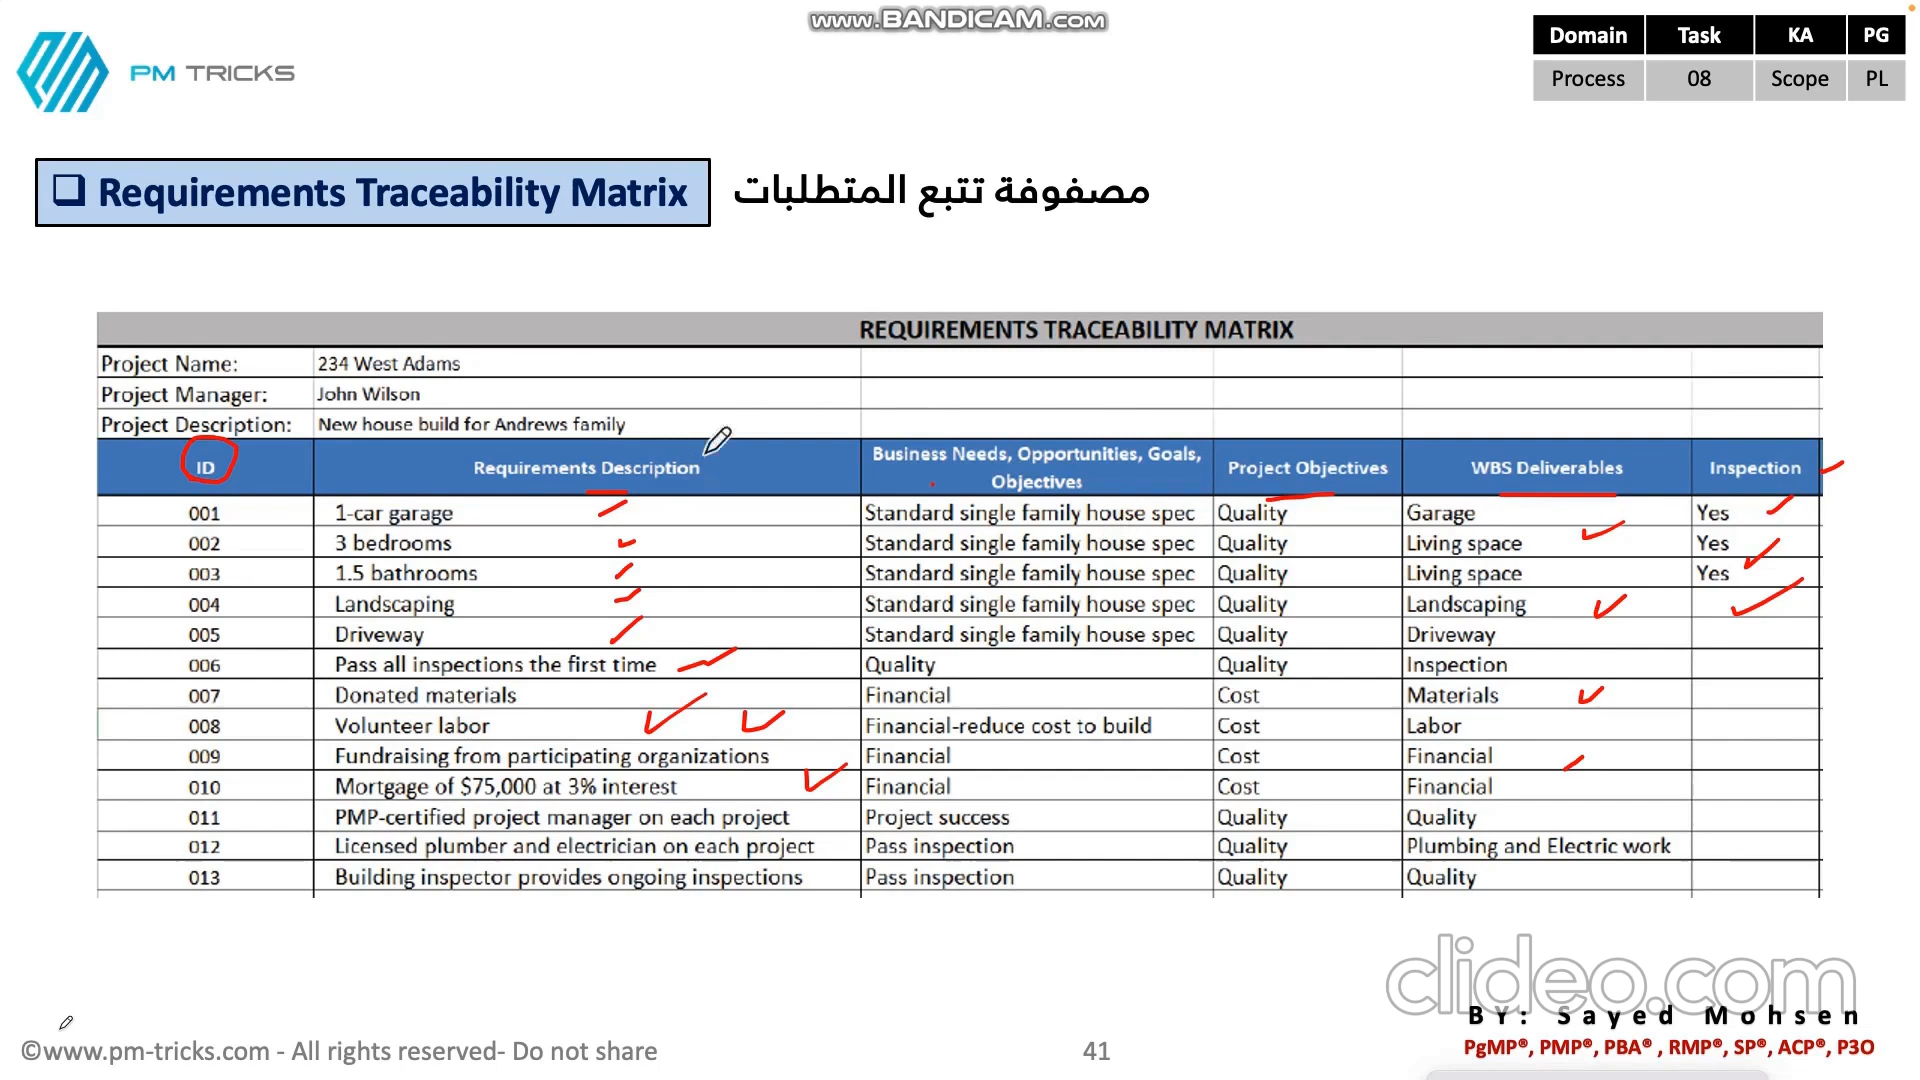 www.BANDICAM.com
PM TRICKS
Domain Task KA PG
Process 08 Scope PL
❑ Requirements Traceability Matrix
مصفوفة تتبع المتطلبات
REQUIREMENTS TRACEABILITY MATRIX
Project Name: 234 West Adams
Project Manager: John Wilson
Project Description: New house build for Andrews family
ID Requirements Description Business Needs, Opportunities, Goals, Objectives Project Objectives WBS Deliverables Inspection
001 1-car garage Standard single family house spec Quality Garage Yes
002 3 bedrooms Standard single family house spec Quality Living space Yes
003 1.5 bathrooms Standard single family house spec Quality Living space Yes
004 Landscaping Standard single family house spec Quality Landscaping
005 Driveway Standard single family house spec Quality Driveway
006 Pass all inspections the first time Quality Quality Inspection
007 Donated materials Financial Cost Materials
008 Volunteer labor Financial-reduce cost to build Cost Labor
009 Fundraising from participating organizations Financial Cost Financial
010 Mortgage of $75,000 at 3% interest Financial Cost Financial
011 PMP-certified project manager on each project Project success Quality Quality
012 Licensed plumber and electrician on each project Pass inspection Quality Plumbing and Electric work
013 Building inspector provides ongoing inspections Pass inspection Quality Quality
clideo.com
BY: Sayed Mohsen
©www.pm-tricks.com - All rights reserved- Do not share
41
PgMP®, PMP®, PBA® , RMP®, SP®, ACP®, P3O